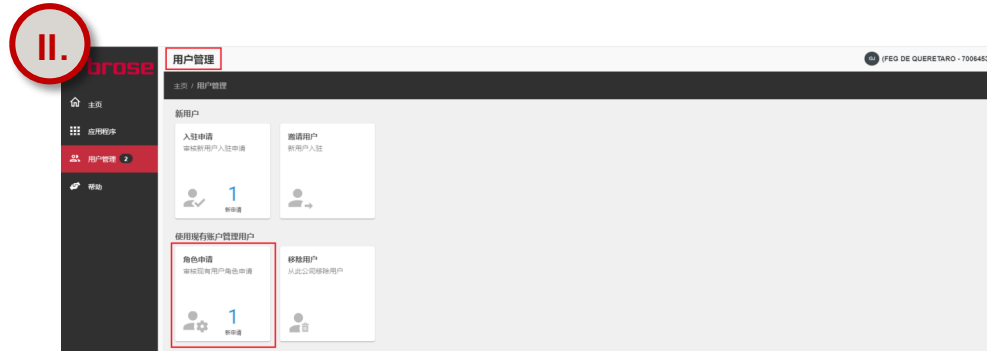 II.
brose
用户管理
GJ (FEG DE QUERETARO - 7006453
主页 / 用户管理
主页
应用程序
用户管理 2
帮助
新用户
入驻申请
审核新用户入驻申请
1
新申请
邀请用户
新用户入驻
使用现有账户管理用户
角色申请
审核现有用户角色申请
1
新申请
移除用户
从此公司移除用户